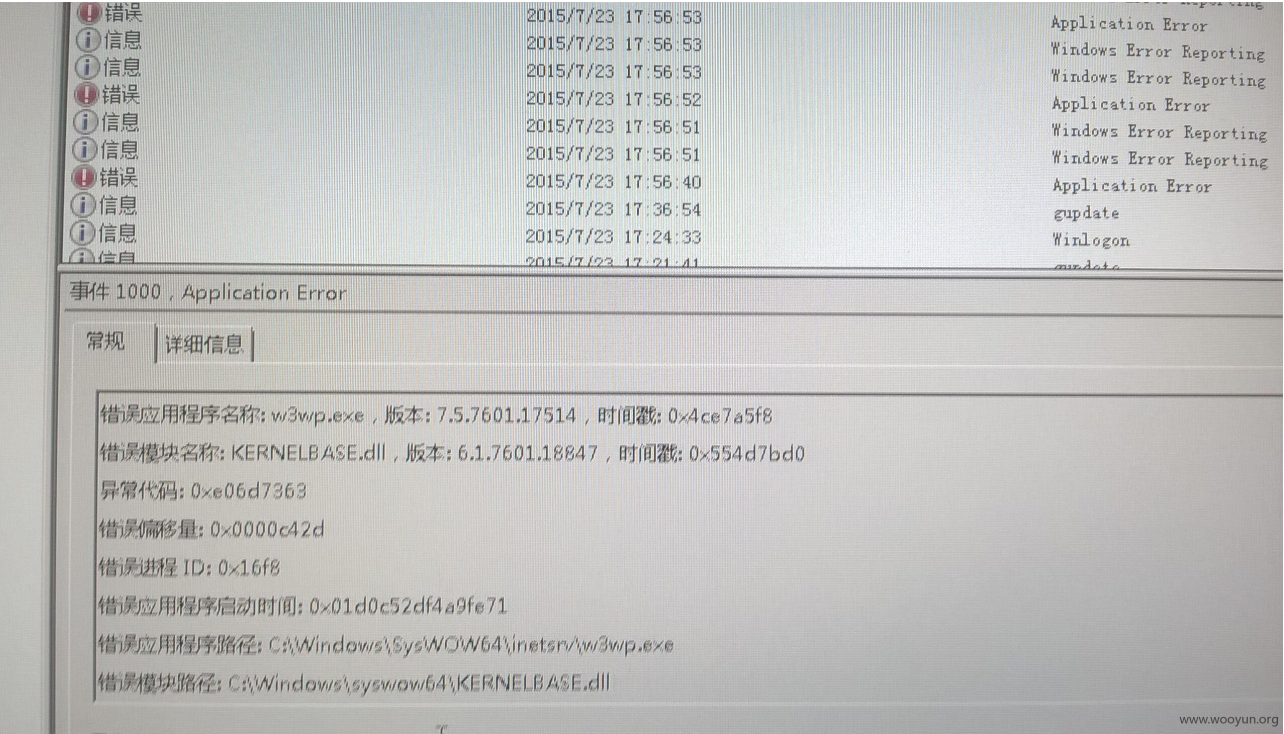 错误 2015/7/23 17:56:53 Application Error
信息 2015/7/23 17:56:53 Windows Error Reporting
信息 2015/7/23 17:56:53 Windows Error Reporting
错误 2015/7/23 17:56:52 Application Error
信息 2015/7/23 17:56:51 Windows Error Reporting
信息 2015/7/23 17:56:51 Windows Error Reporting
错误 2015/7/23 17:56:40 Application Error
信息 2015/7/23 17:36:54 gupdate
信息 2015/7/23 17:24:33 Winlogon
信息 2015/7/23 17:21:41 gupdate
事件 1000，Application Error
常规 详细信息
错误应用程序名称: w3wp.exe，版本: 7.5.7601.17514，时间戳: 0x4ce7a5f8
错误模块名称: KERNELBASE.dll，版本: 6.1.7601.18847，时间戳: 0x554d7bd0
异常代码: 0xe06d7363
错误偏移量: 0x0000c42d
错误进程 ID: 0x16f8
错误应用程序启动时间: 0x01d0c52df4a9fe71
错误应用程序路径: C:\Windows\SysWOW64\inetsrv\w3wp.exe
错误模块路径: C:\Windows\syswow64\KERNELBASE.dll
www.wooyun.org